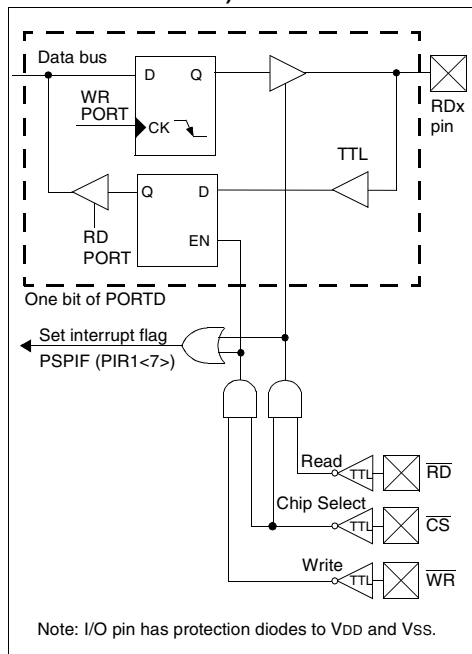 Data bus
D Q
WR
PORT
CK
RDx
pin
TTL
Q D
EN
RD
PORT
One bit of PORTD
Set interrupt flag
PSPIF (PIR1<7>)
Read
TTL
RD
Chip Select
TTL
CS
Write
TTL
WR
Note: I/O pin has protection diodes to VDD and VSS.